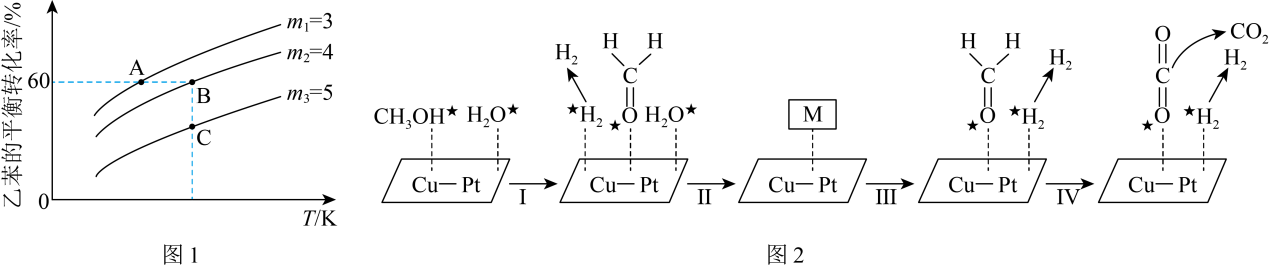 乙苯的平衡转化率/%
60
0
A
B
C
m₁=3
m₂=4
m₃=5
T/K
图 1
CH₃OH★ H₂O★
Cu—Pt
I
H₂
★H₂
H H
C
O
★
H₂O★
Cu—Pt
II
M
Cu—Pt
III
H H
C
O
★
★H₂
H₂
Cu—Pt
IV
O
C
O
★
CO₂
H₂
★H₂
Cu—Pt
图 2